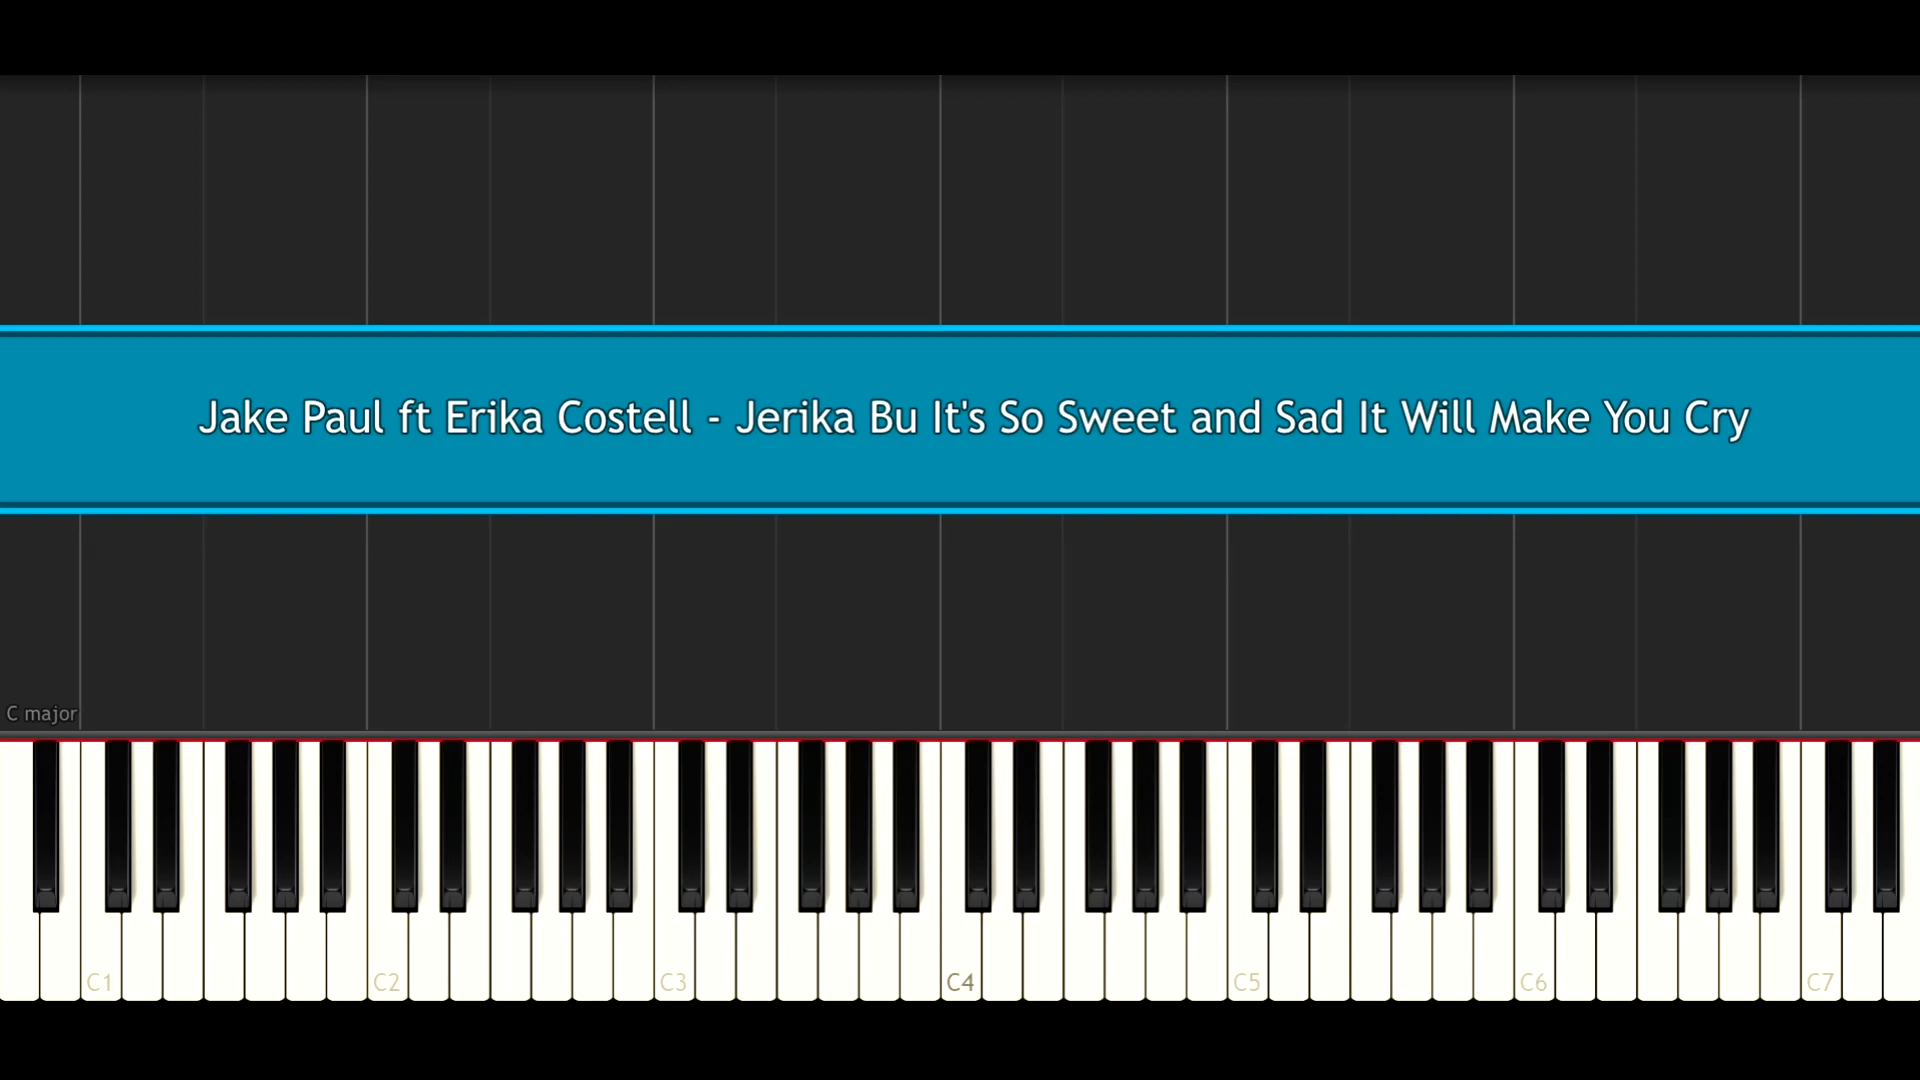 Jake Paul ft Erika Costell - Jerika Bu It's So Sweet and Sad It Will Make You Cry
C major
C1 C2 C3 C4 C5 C6 C7